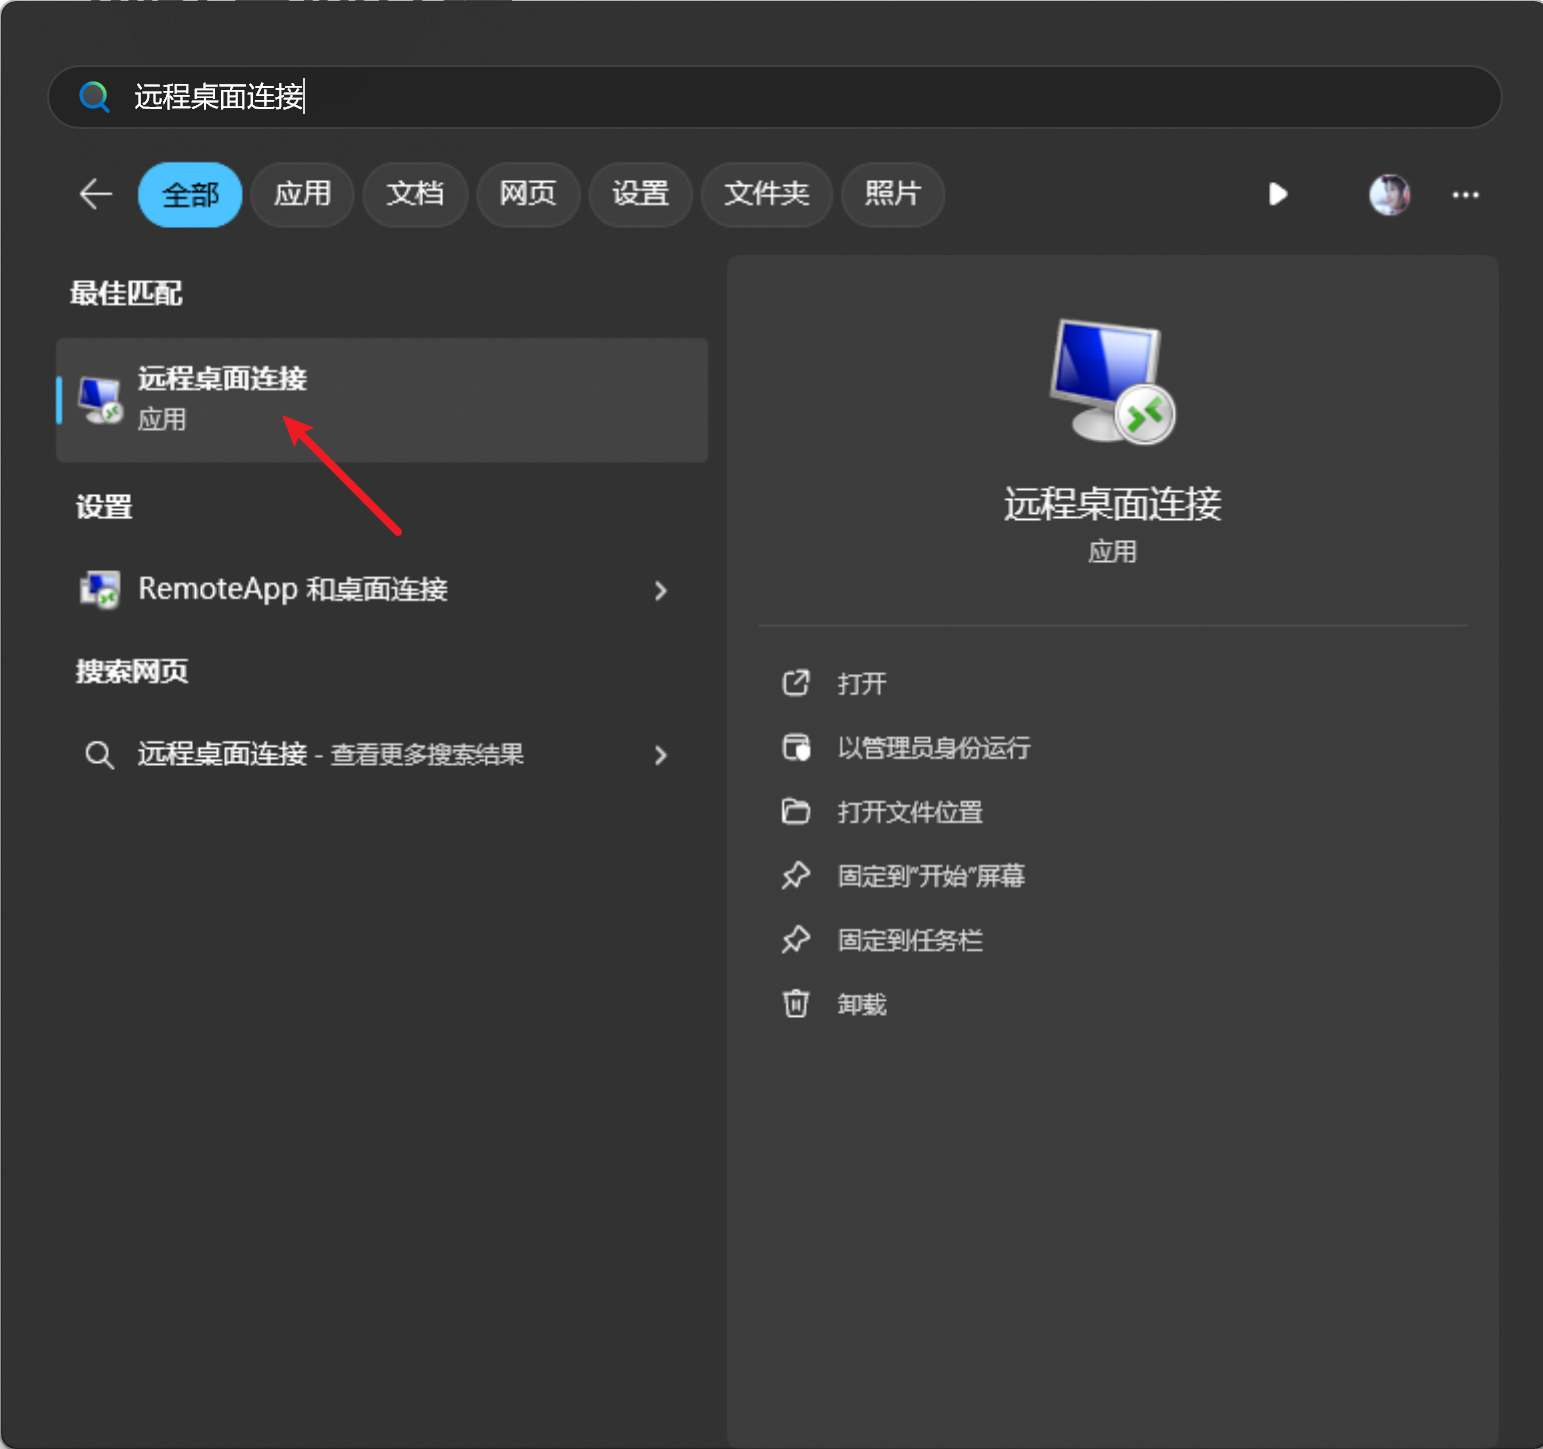 远程桌面连接
全部
应用
文档
网页
设置
文件夹
照片
最佳匹配
远程桌面连接
应用
设置
RemoteApp 和桌面连接
搜索网页
远程桌面连接 - 查看更多搜索结果
远程桌面连接
应用
打开
以管理员身份运行
打开文件位置
固定到"开始"屏幕
固定到任务栏
卸载